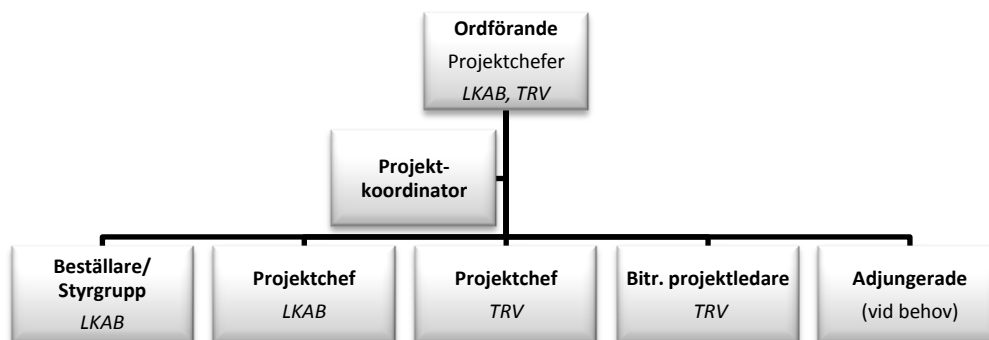 Ordförande
Projektchefer
LKAB, TRV
Projekt-
koordinator
Beställare/
Styrgrupp
LKAB
Projektchef
LKAB
Projektchef
TRV
Bitr. projektledare
TRV
Adjungerade
(vid behov)